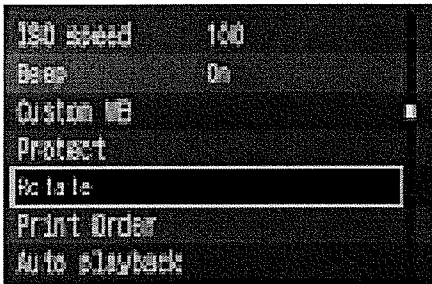 ISO speed 100
Beep On
Custom WB
Protect
Rotate
Print Order
Auto playback